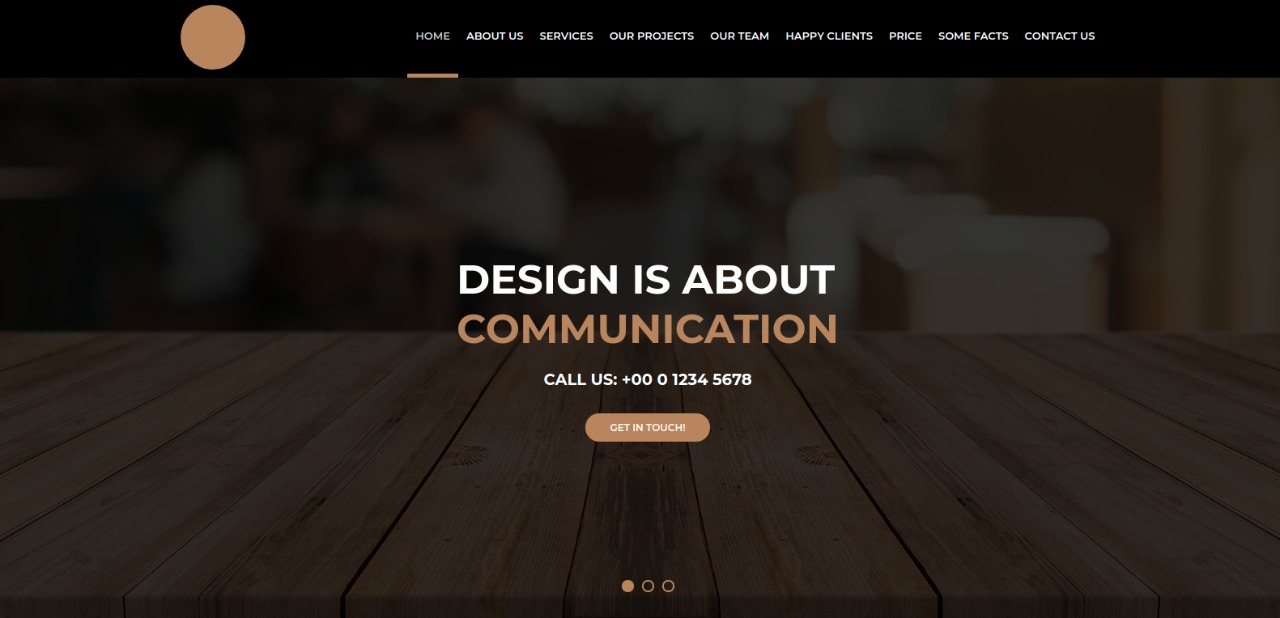 HOME ABOUT US SERVICES OUR PROJECTS OUR TEAM HAPPY CLIENTS PRICE SOME FACTS CONTACT US
DESIGN IS ABOUT
COMMUNICATION
CALL US: +00 0 1234 5678
GET IN TOUCH!